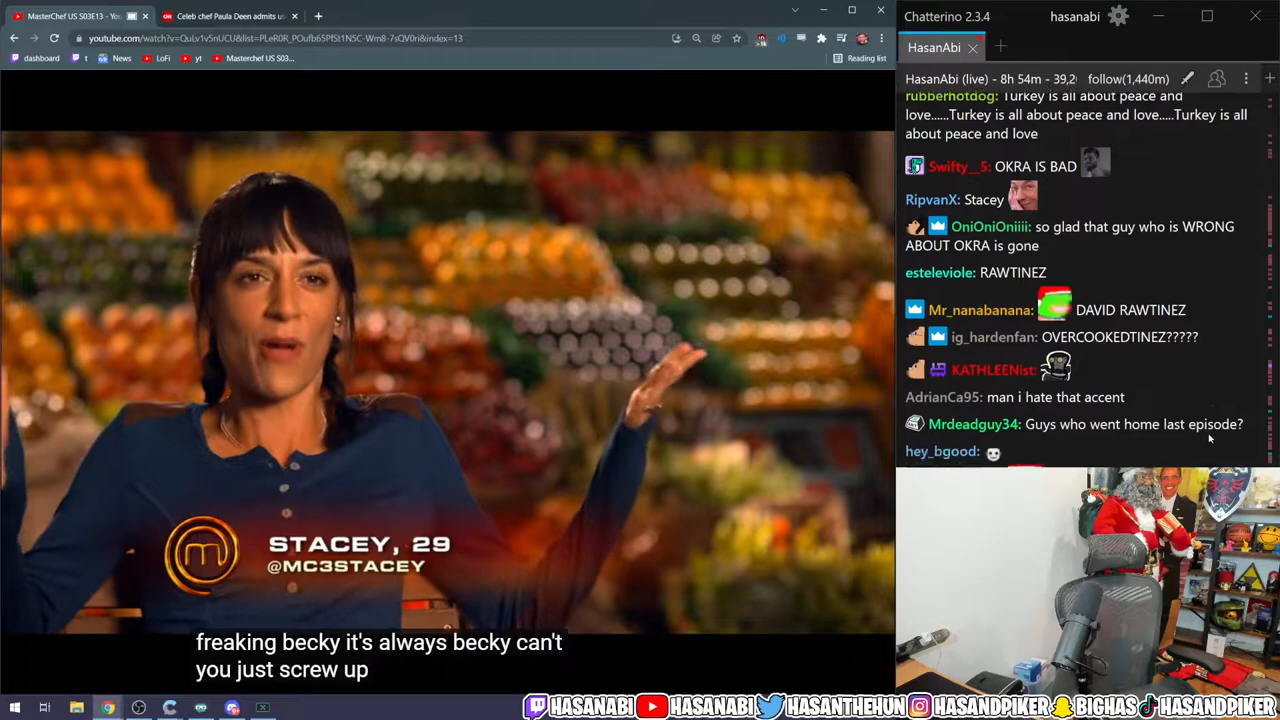 MasterChef US S03E13 - You
Celeb chef Paula Deen admits us
youtube.com/watch?v=QuLv1v5nUCU&list=PLeR0R_POufb65PfSt1N5C-Wm8-7sQV0ri&index=13
dashboard
t
News
LoFi
yt
Masterchef US S03...
Reading list
STACEY, 29
@MC3STACEY
freaking becky it's always becky can't
you just screw up
Chatterino 2.3.4
hasanabi
HasanAbi
HasanAbi (live) - 8h 54m - 39,2
follow(1,440m)
rubberhotdog: Turkey is all about peace and
love......Turkey is all about peace and love.....Turkey is all
about peace and love
Swifty__S: OKRA IS BAD
RipvanX: Stacey
OniOniOniiii: so glad that guy who is WRONG
ABOUT OKRA is gone
esteleviole: RAWTINEZ
Mr_nanabanana: DAVID RAWTINEZ
ig_hardenfan: OVERCOOKEDTINEZ?????
KATHLEENist:
AdrianCa95: man i hate that accent
Mrdeadguy34: Guys who went home last episode?
hey_bgood:
HASANABI HASANABI HASANTHEHUN HASANDPIKER BIGHAS HASANDPIKER